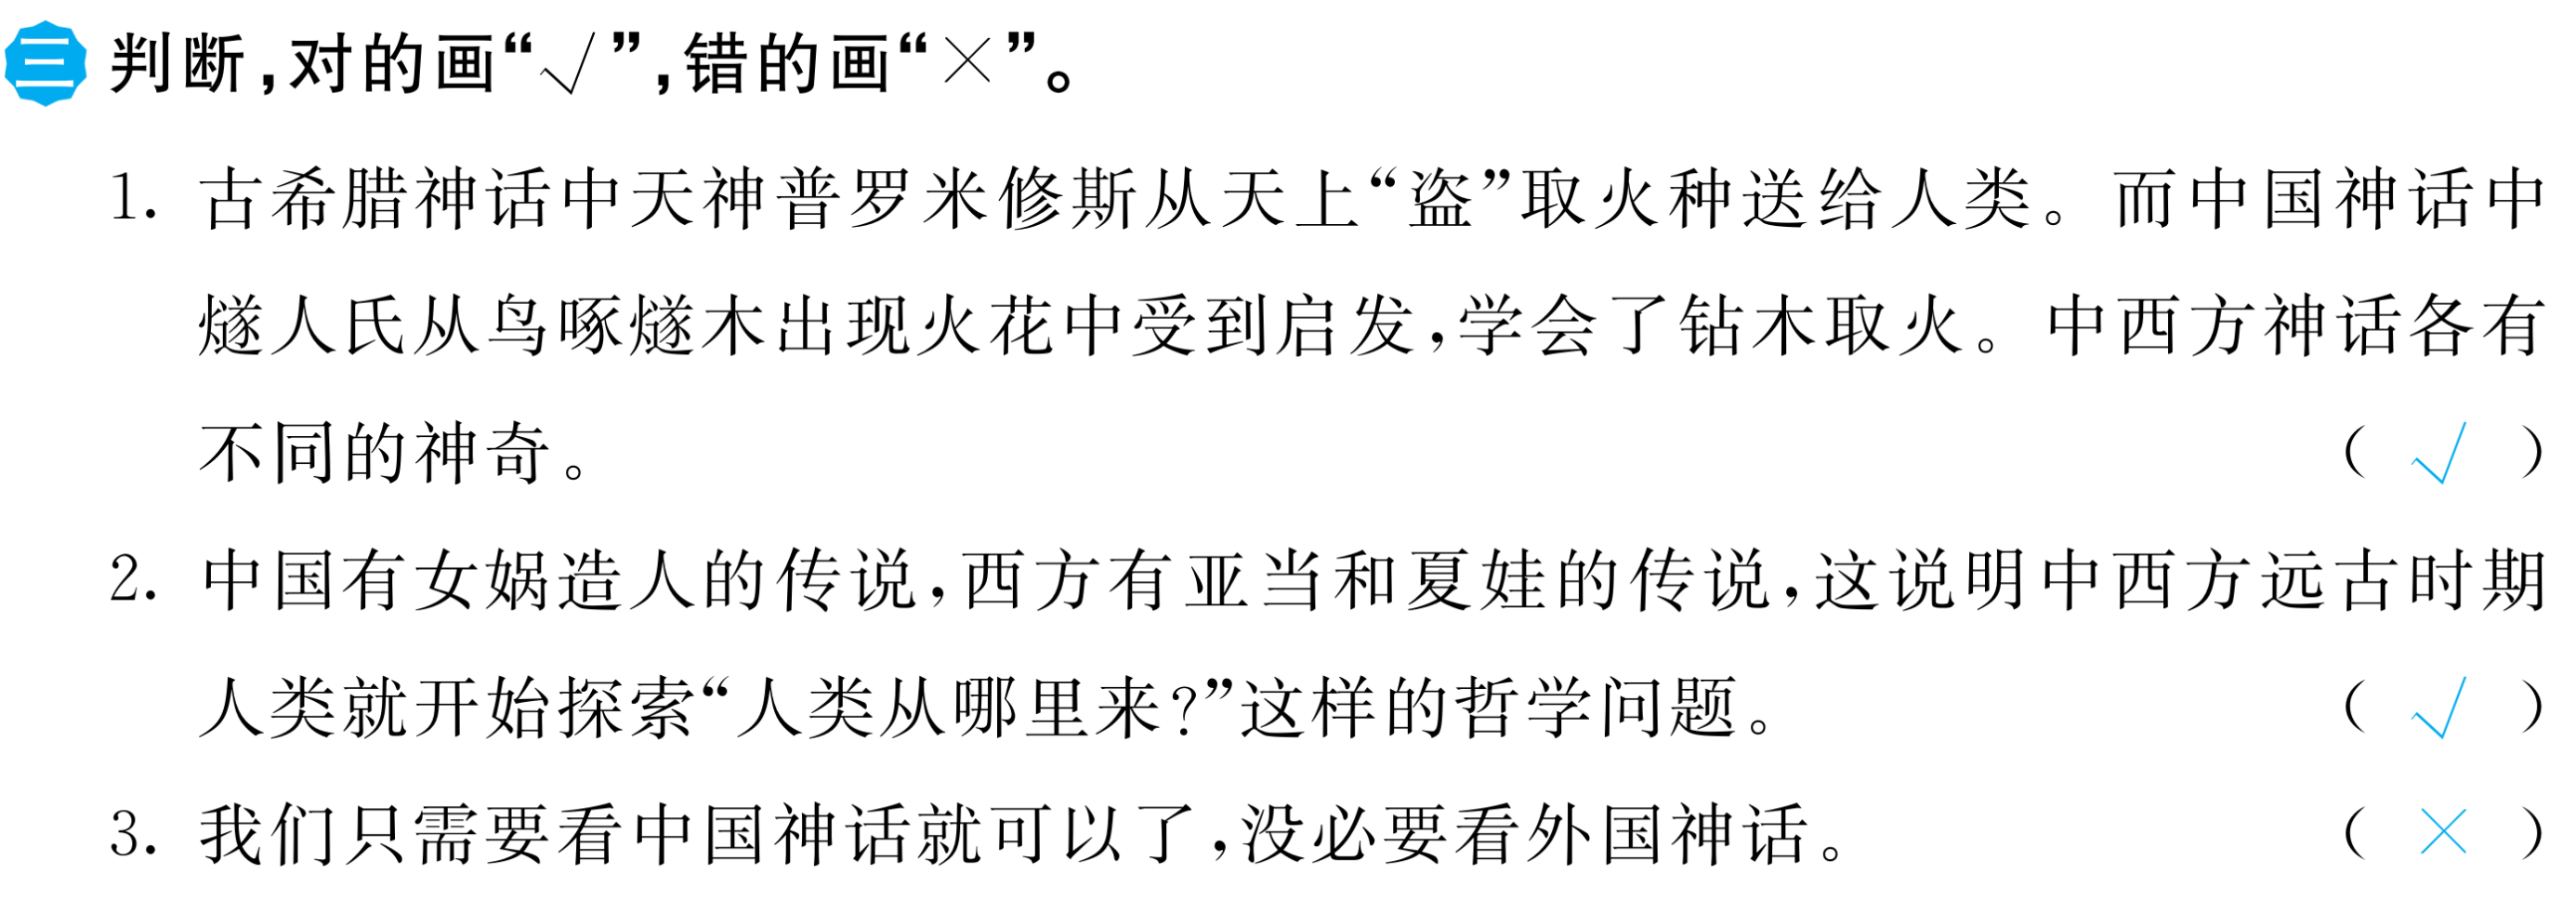 三 判断,对的画“√”,错的画“×”。
1. 古希腊神话中天神普罗米修斯从天上“盗”取火种送给人类。而中国神话中
燧人氏从鸟啄燧木出现火花中受到启发,学会了钻木取火。中西方神话各有
不同的神奇。 ( √ )
2. 中国有女娲造人的传说,西方有亚当和夏娃的传说,这说明中西方远古时期
人类就开始探索“人类从哪里来?”这样的哲学问题。 ( √ )
3. 我们只需要看中国神话就可以了,没必要看外国神话。 ( × )